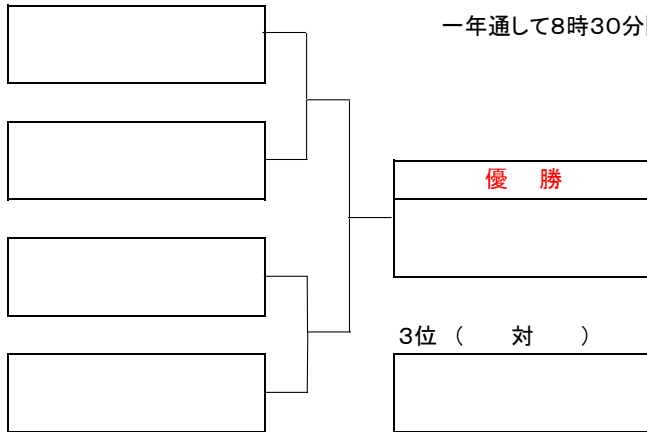 一年通して8時30分
優　勝
3位 （　　対　　）